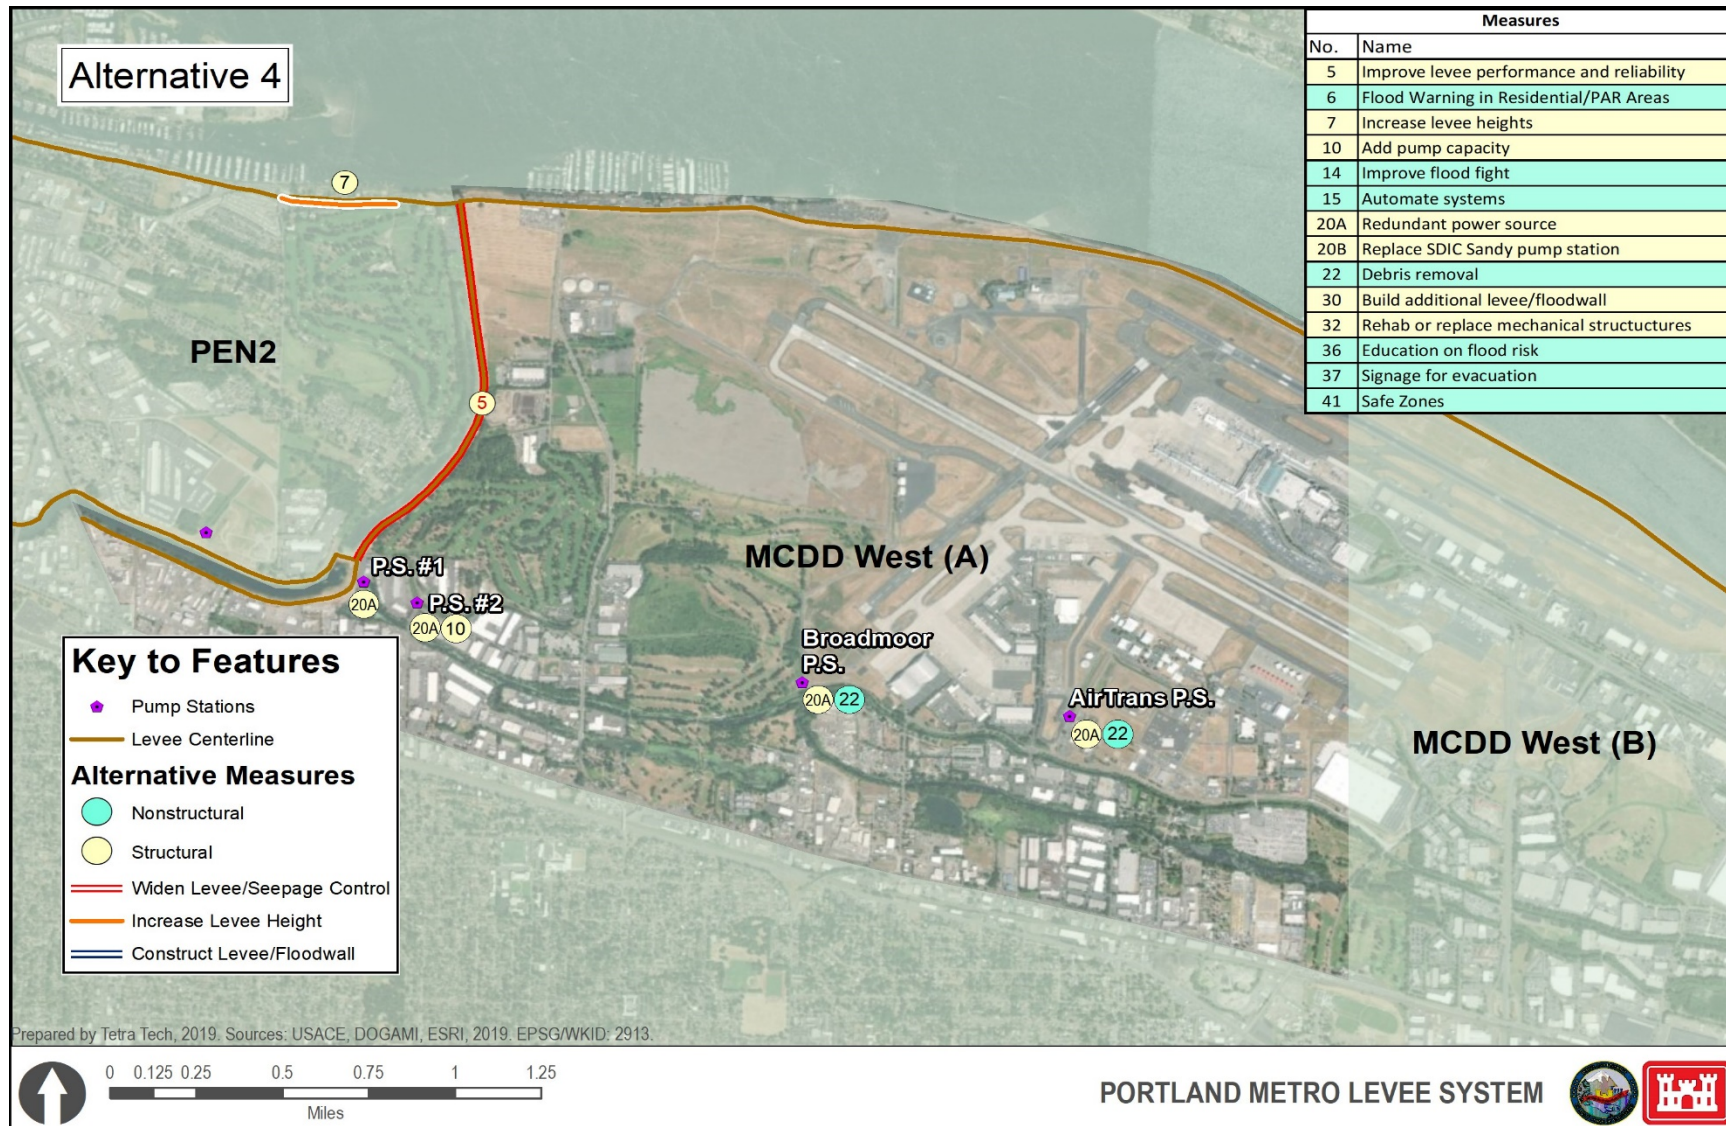 Alternative 4
Measures
No. Name
5 Improve levee performance and reliability
6 Flood Warning in Residential/PAR Areas
7 Increase levee heights
10 Add pump capacity
14 Improve flood fight
15 Automate systems
20A Redundant power source
20B Replace SDIC Sandy pump station
22 Debris removal
30 Build additional levee/floodwall
32 Rehab or replace mechanical structuctures
36 Education on flood risk
37 Signage for evacuation
41 Safe Zones
7
PEN2
5
MCDD West (A)
P.S. #1
20A
P.S. #2
20A 10
Broadmoor
P.S.
20A 22
AirTrans P.S.
20A 22
MCDD West (B)
Key to Features
Pump Stations
Levee Centerline
Alternative Measures
Nonstructural
Structural
Widen Levee/Seepage Control
Increase Levee Height
Construct Levee/Floodwall
Prepared by Tetra Tech, 2019. Sources: USACE, DOGAMI, ESRI, 2019. EPSG/WKID: 2913.
0 0.125 0.25 0.5 0.75 1 1.25
Miles
PORTLAND METRO LEVEE SYSTEM